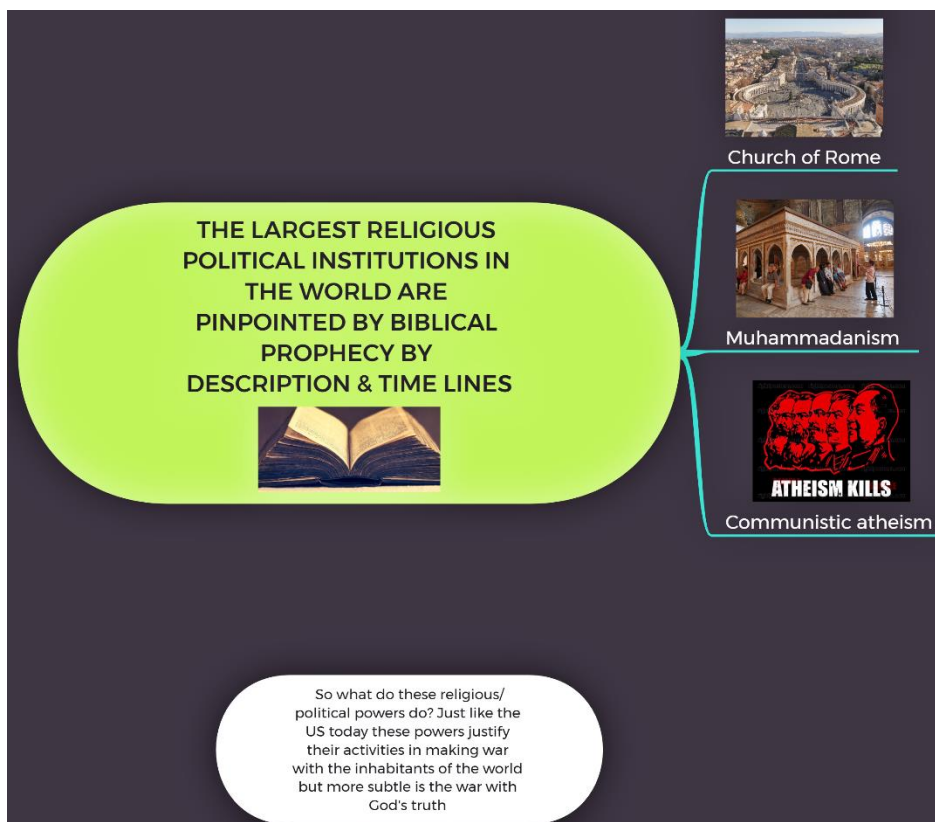 Church of Rome
THE LARGEST RELIGIOUS
POLITICAL INSTITUTIONS IN
THE WORLD ARE
PINPOINTED BY BIBLICAL
PROPHECY BY
DESCRIPTION & TIME LINES
Muhammadanism
ATHEISM KILLS
Communistic atheism
So what do these religious/
political powers do? Just like the
US today these powers justify
their activities in making war
with the inhabitants of the world
but more subtle is the war with
God's truth